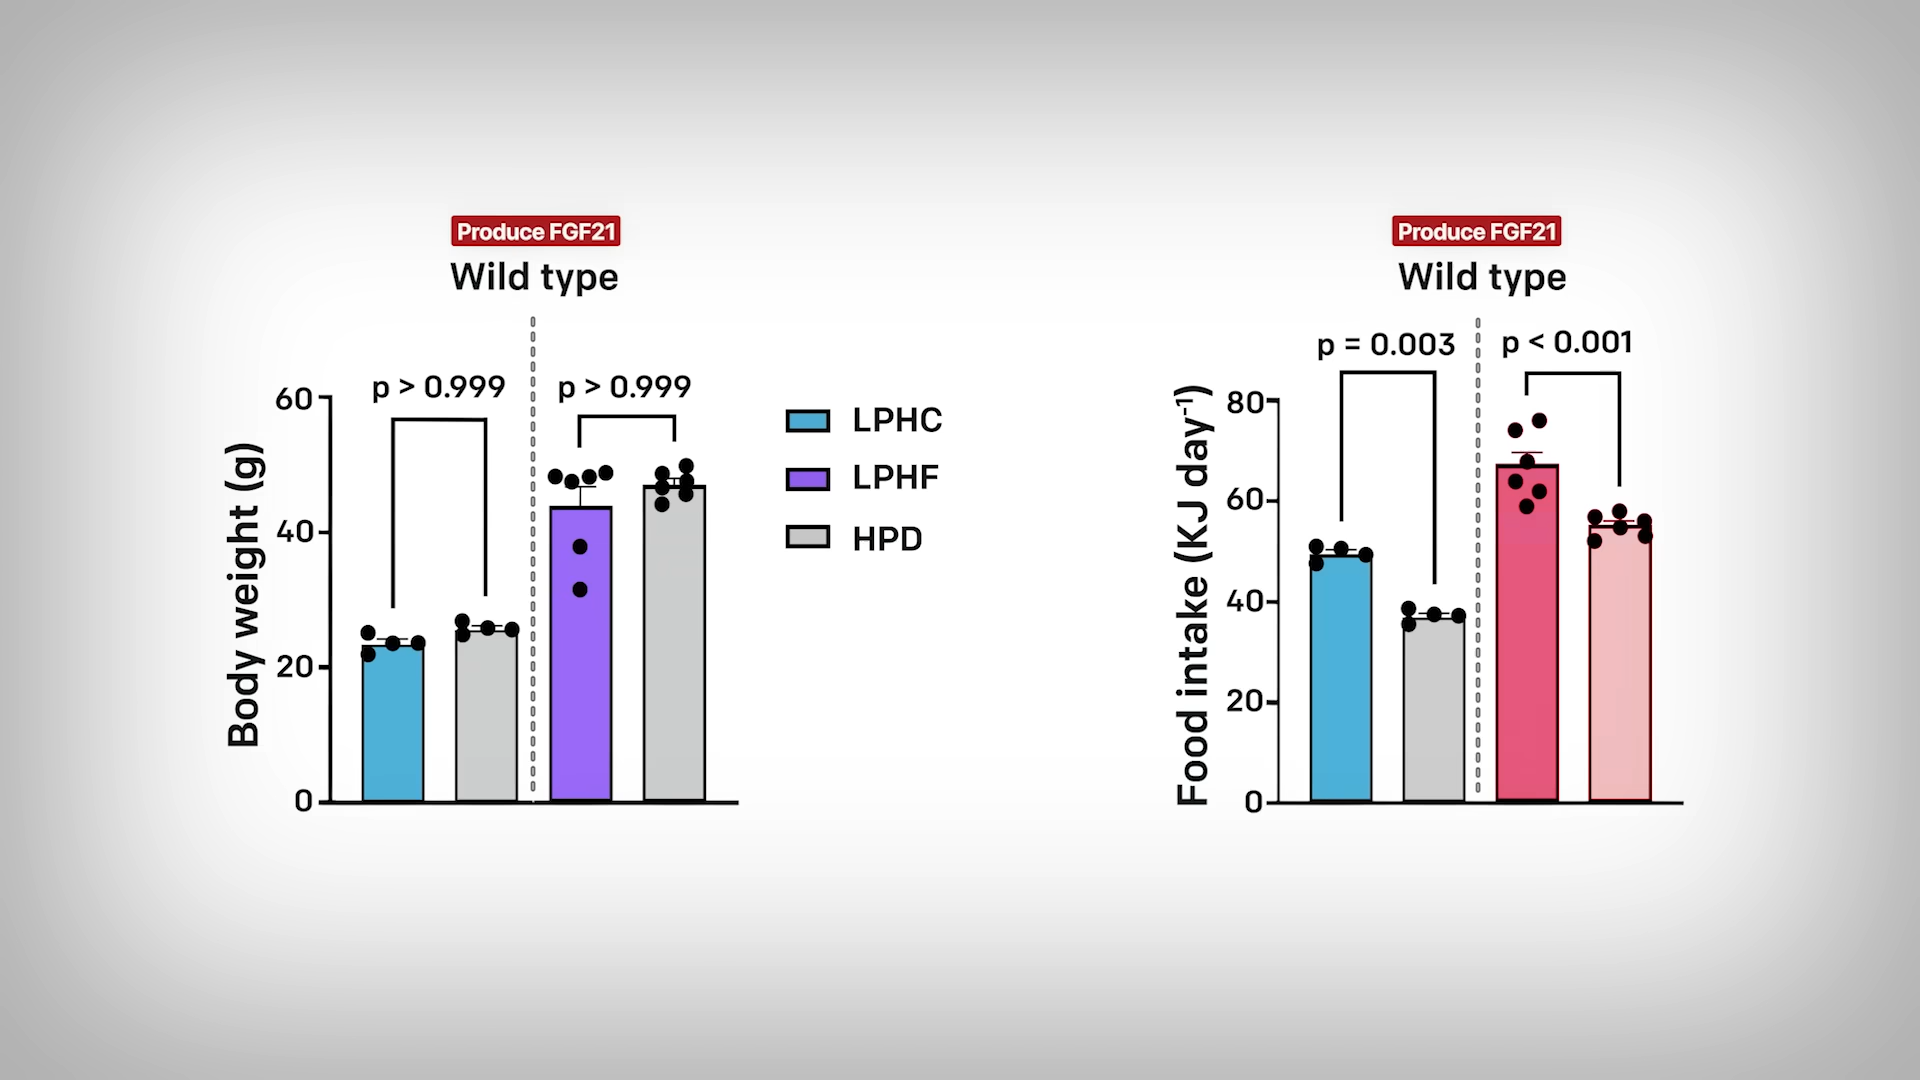 Produce FGF21
Wild type
p > 0.999
p > 0.999
60
40
20
0
Body weight (g)
LPHC
LPHF
HPD
Produce FGF21
Wild type
p = 0.003
p < 0.001
80
60
40
20
0
Food intake (KJ day⁻¹)